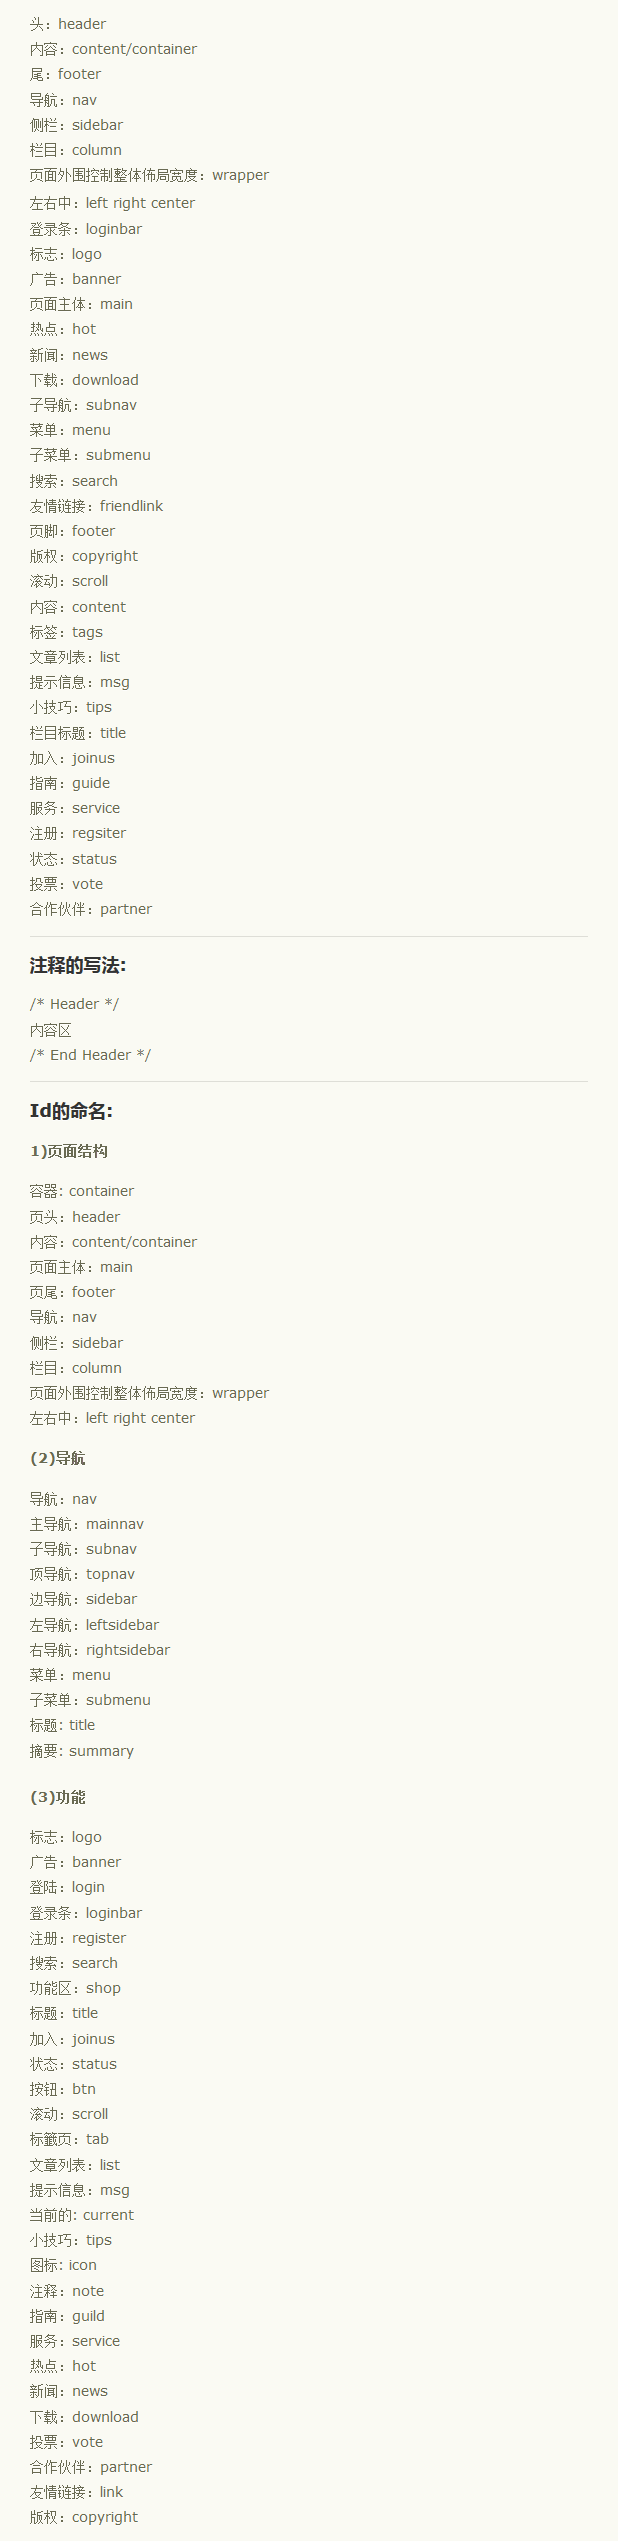 头：header
内容：content/container
尾：footer
导航：nav
侧栏：sidebar
栏目：column
页面外围控制整体佈局宽度：wrapper
左右中：left right center
登录条：loginbar
标志：logo
广告：banner
页面主体：main
热点：hot
新闻：news
下载：download
子导航：subnav
菜单：menu
子菜单：submenu
搜索：search
友情链接：friendlink
页脚：footer
版权：copyright
滚动：scroll
内容：content
标签：tags
文章列表：list
提示信息：msg
小技巧：tips
栏目标题：title
加入：joinus
指南：guide
服务：service
注册：regsiter
状态：status
投票：vote
合作伙伴：partner
注释的写法:
/* Header */
内容区
/* End Header */
Id的命名:
1)页面结构
容器: container
页头：header
内容：content/container
页面主体：main
页尾：footer
导航：nav
侧栏：sidebar
栏目：column
页面外围控制整体佈局宽度：wrapper
左右中：left right center
(2)导航
导航：nav
主导航：mainnav
子导航：subnav
顶导航：topnav
边导航：sidebar
左导航：leftsidebar
右导航：rightsidebar
菜单：menu
子菜单：submenu
标题: title
摘要: summary
(3)功能
标志：logo
广告：banner
登陆：login
登录条：loginbar
注册：register
搜索：search
功能区：shop
标题：title
加入：joinus
状态：status
按钮：btn
滚动：scroll
标籤页：tab
文章列表：list
提示信息：msg
当前的: current
小技巧：tips
图标: icon
注释：note
指南：guild
服务：service
热点：hot
新闻：news
下载：download
投票：vote
合作伙伴：partner
友情链接：link
版权：copyright